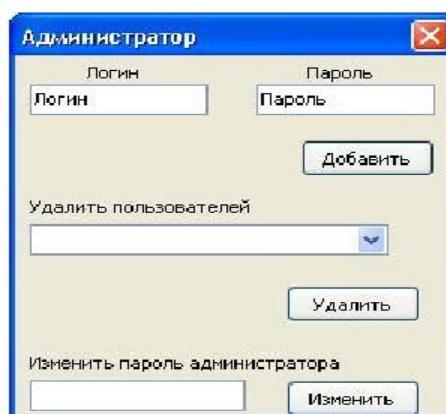 Администратор
Логин Пароль
Логин Пароль
Добавить
Удалить пользователей
Удалить
Изменить пароль администратора
Изменить